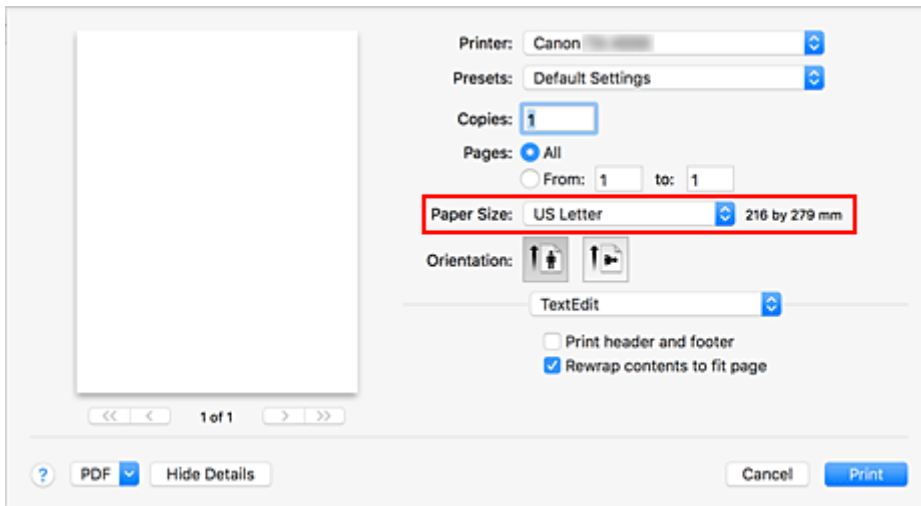 Printer: Canon
Presets: Default Settings
Copies: 1
Pages: All
From: 1 to: 1
Paper Size: US Letter 216 by 279 mm
Orientation:
TextEdit
Print header and footer
Rewrap contents to fit page
<< < 1 of 1 > >>
? PDF Hide Details Cancel Print